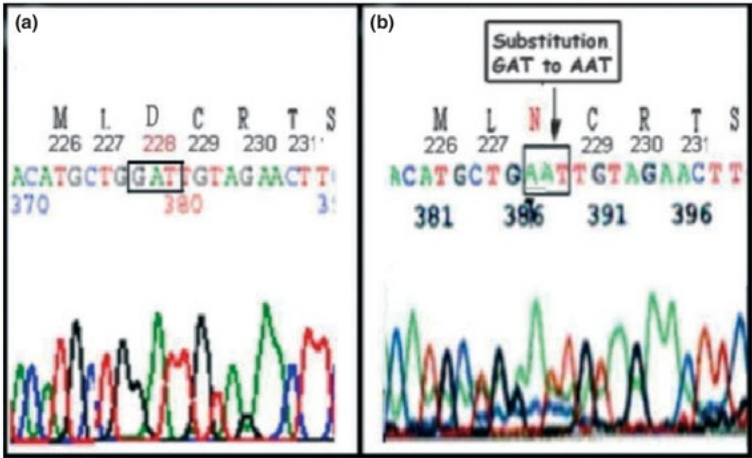 (a)
M L D C R T S
226 227 228 229 230 231
ACATGCTGGATTGTAGAACTT
370 380
(b)
Substitution
GAT to AAT
M L N C R T S
226 227 229 230 231
ACATGCTGAATTGTAGAACTT
381 386 391 396